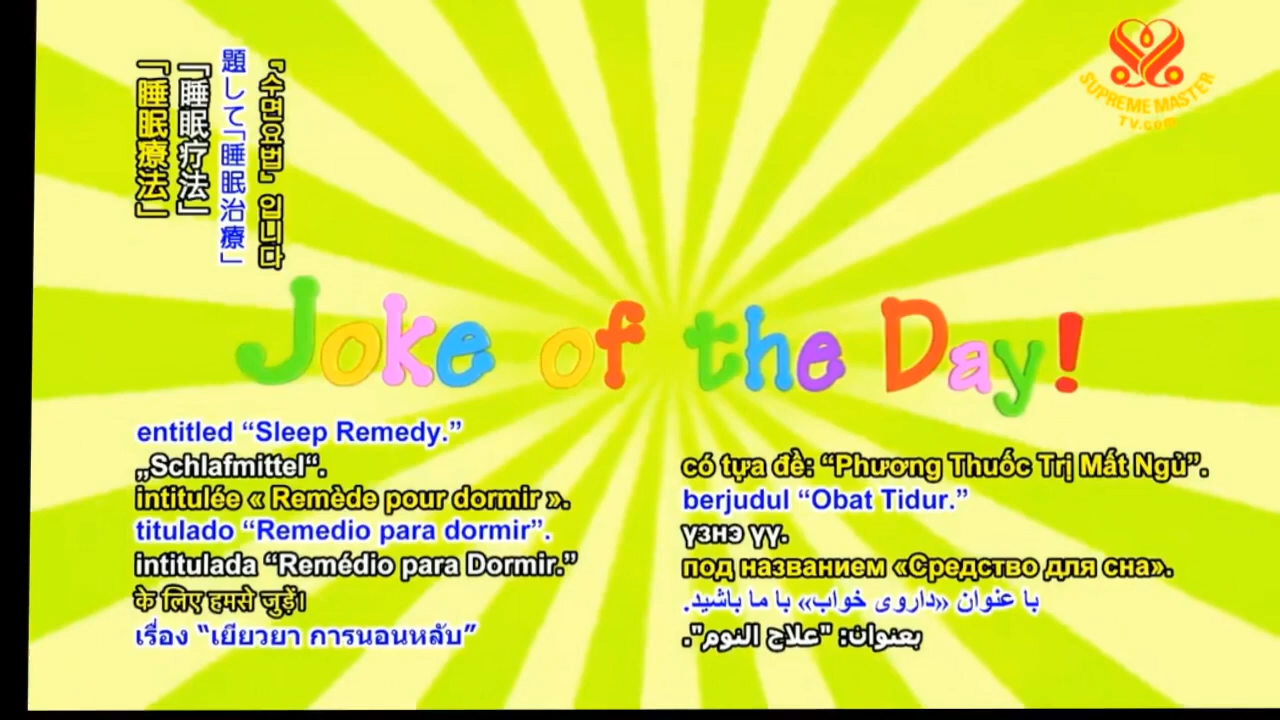 「수면요법」입니다
題して「睡眠治療」
「睡眠疗法」
「睡眠療法」
SUPREME MASTER
TV.com
Joke of the Day!
entitled “Sleep Remedy.”
„Schlafmittel“.
intitulée « Remède pour dormir ».
titulado “Remedio para dormir”.
intitulada “Remédio para Dormir.”
के लिए हमसे जुड़ें।
เรื่อง “เยียวยา การนอนหลับ”
có tựa đề: “Phương Thuốc Trị Mất Ngủ”.
berjudul “Obat Tidur.”
үзнэ үү.
под названием «Средство для сна».
با عنوان «داروی خواب» با ما باشید.
بعنوان: "علاج النوم".